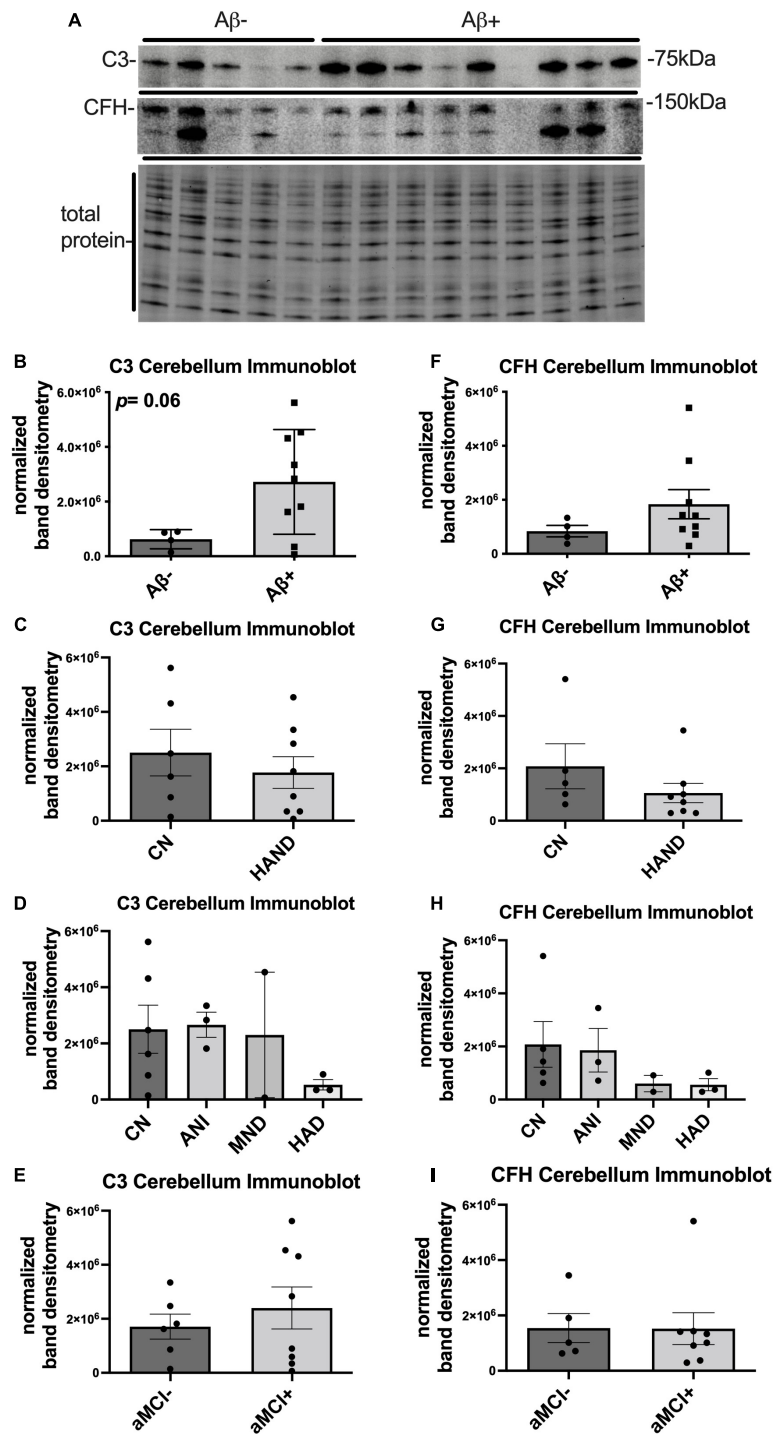 A
Aβ- Aβ+
C3- -75kDa
CFH- -150kDa
total
protein-
B
C3 Cerebellum Immunoblot
p= 0.06
normalized
band densitometry
6.0×10⁶
4.0×10⁶
2.0×10⁶
0.0
Aβ- Aβ+
F
CFH Cerebellum Immunoblot
normalized
band densitometry
6×10⁶
4×10⁶
2×10⁶
0
Aβ- Aβ+
C
C3 Cerebellum Immunoblot
normalized
band densitometry
6×10⁶
4×10⁶
2×10⁶
0
CN HAND
G
CFH Cerebellum Immunoblot
normalized
band densitometry
6×10⁶
4×10⁶
2×10⁶
0
CN HAND
D
C3 Cerebellum Immunoblot
normalized
band densitometry
6×10⁶
4×10⁶
2×10⁶
0
CN ANI MND HAD
H
CFH Cerebellum Immunoblot
normalized
band densitometry
6×10⁶
4×10⁶
2×10⁶
0
CN ANI MND HAD
E
C3 Cerebellum Immunoblot
normalized
band densitometry
6×10⁶
4×10⁶
2×10⁶
0
aMCI- aMCI+
I
CFH Cerebellum Immunoblot
normalized
band densitometry
6×10⁶
4×10⁶
2×10⁶
0
aMCI- aMCI+